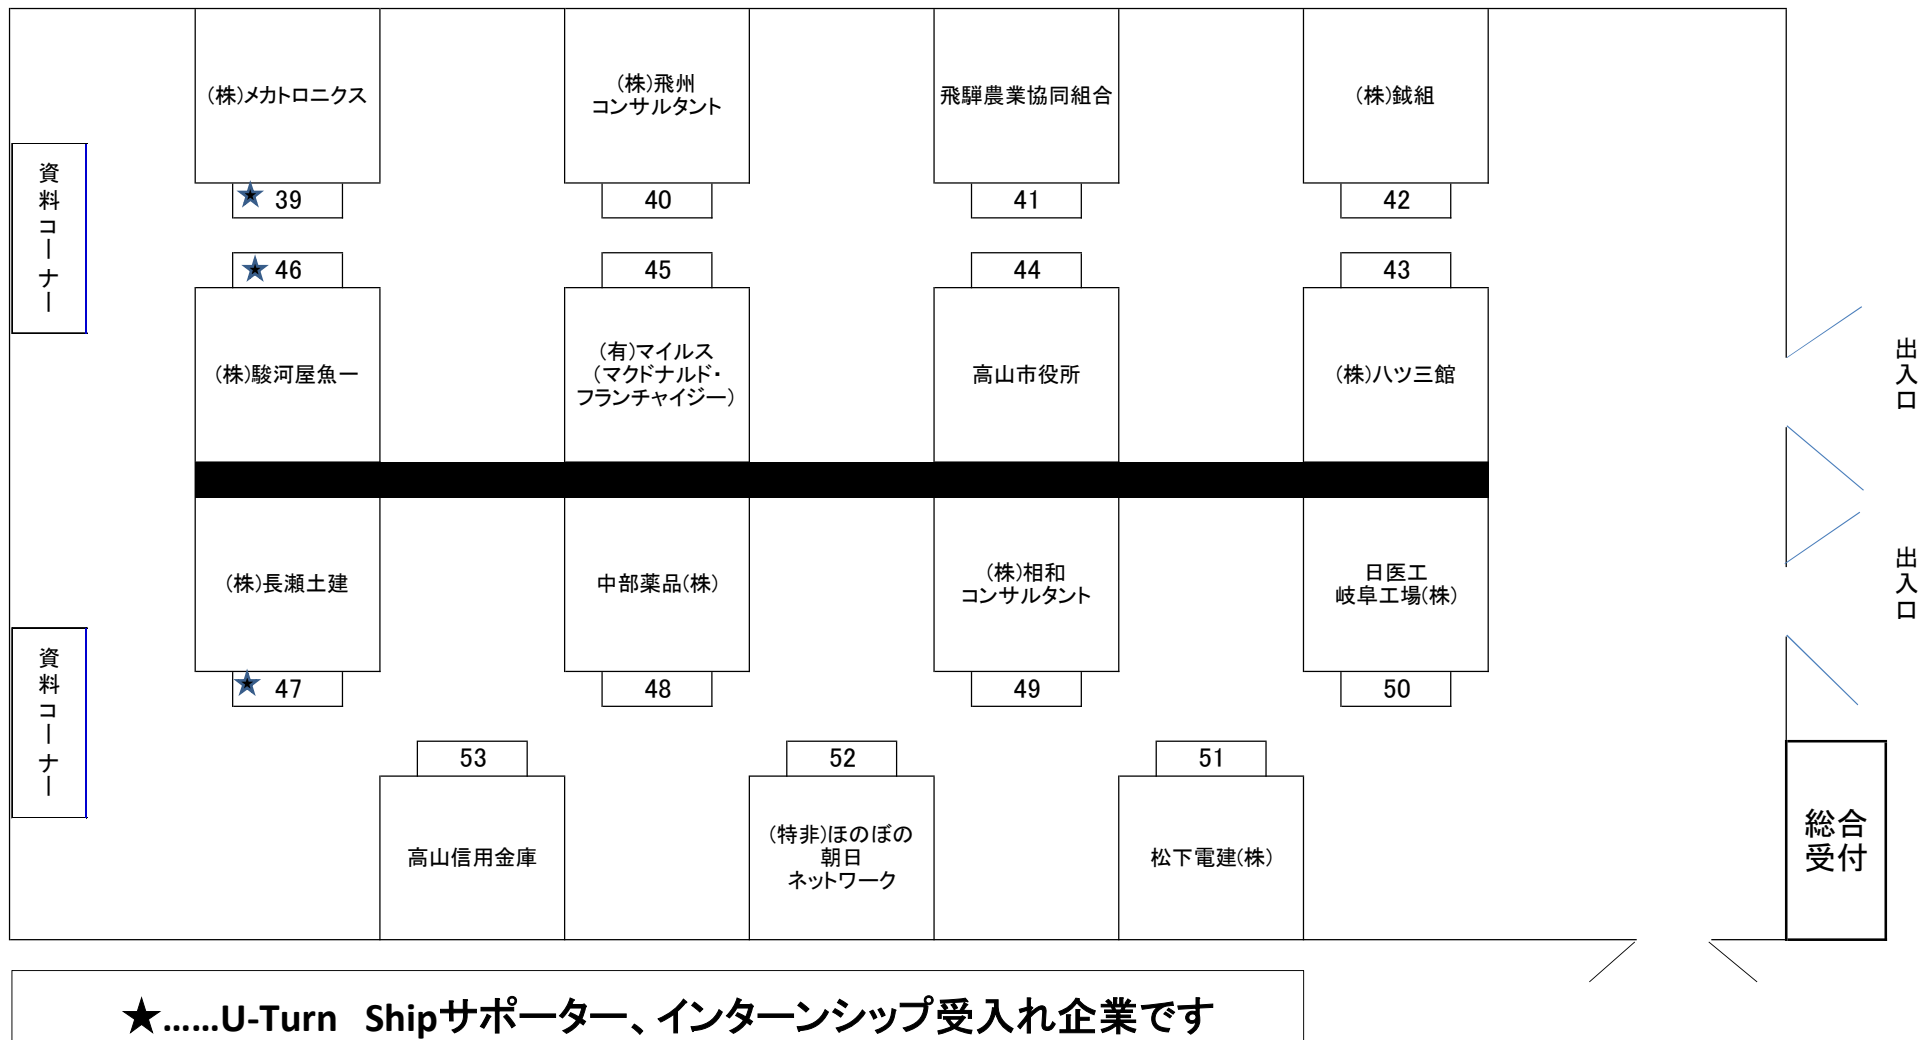 (株)メカトロニクス
(株)飛州
コンサルタント
飛騨農業協同組合
(株)鉞組
資料コーナー
★ 39
40
41
42
★ 46
45
44
43
(株)駿河屋魚一
(有)マイルス
(マクドナルド・
フランチャイジー)
高山市役所
(株)八ツ三館
出入口
(株)長瀬土建
中部薬品(株)
(株)相和
コンサルタント
日医工
岐阜工場(株)
出入口
資料コーナー
★ 47
48
49
50
53
52
51
高山信用金庫
(特非)ほのぼの
朝日
ネットワーク
松下電建(株)
総合
受付
★……U-Turn Shipサポーター、インターンシップ受入れ企業です